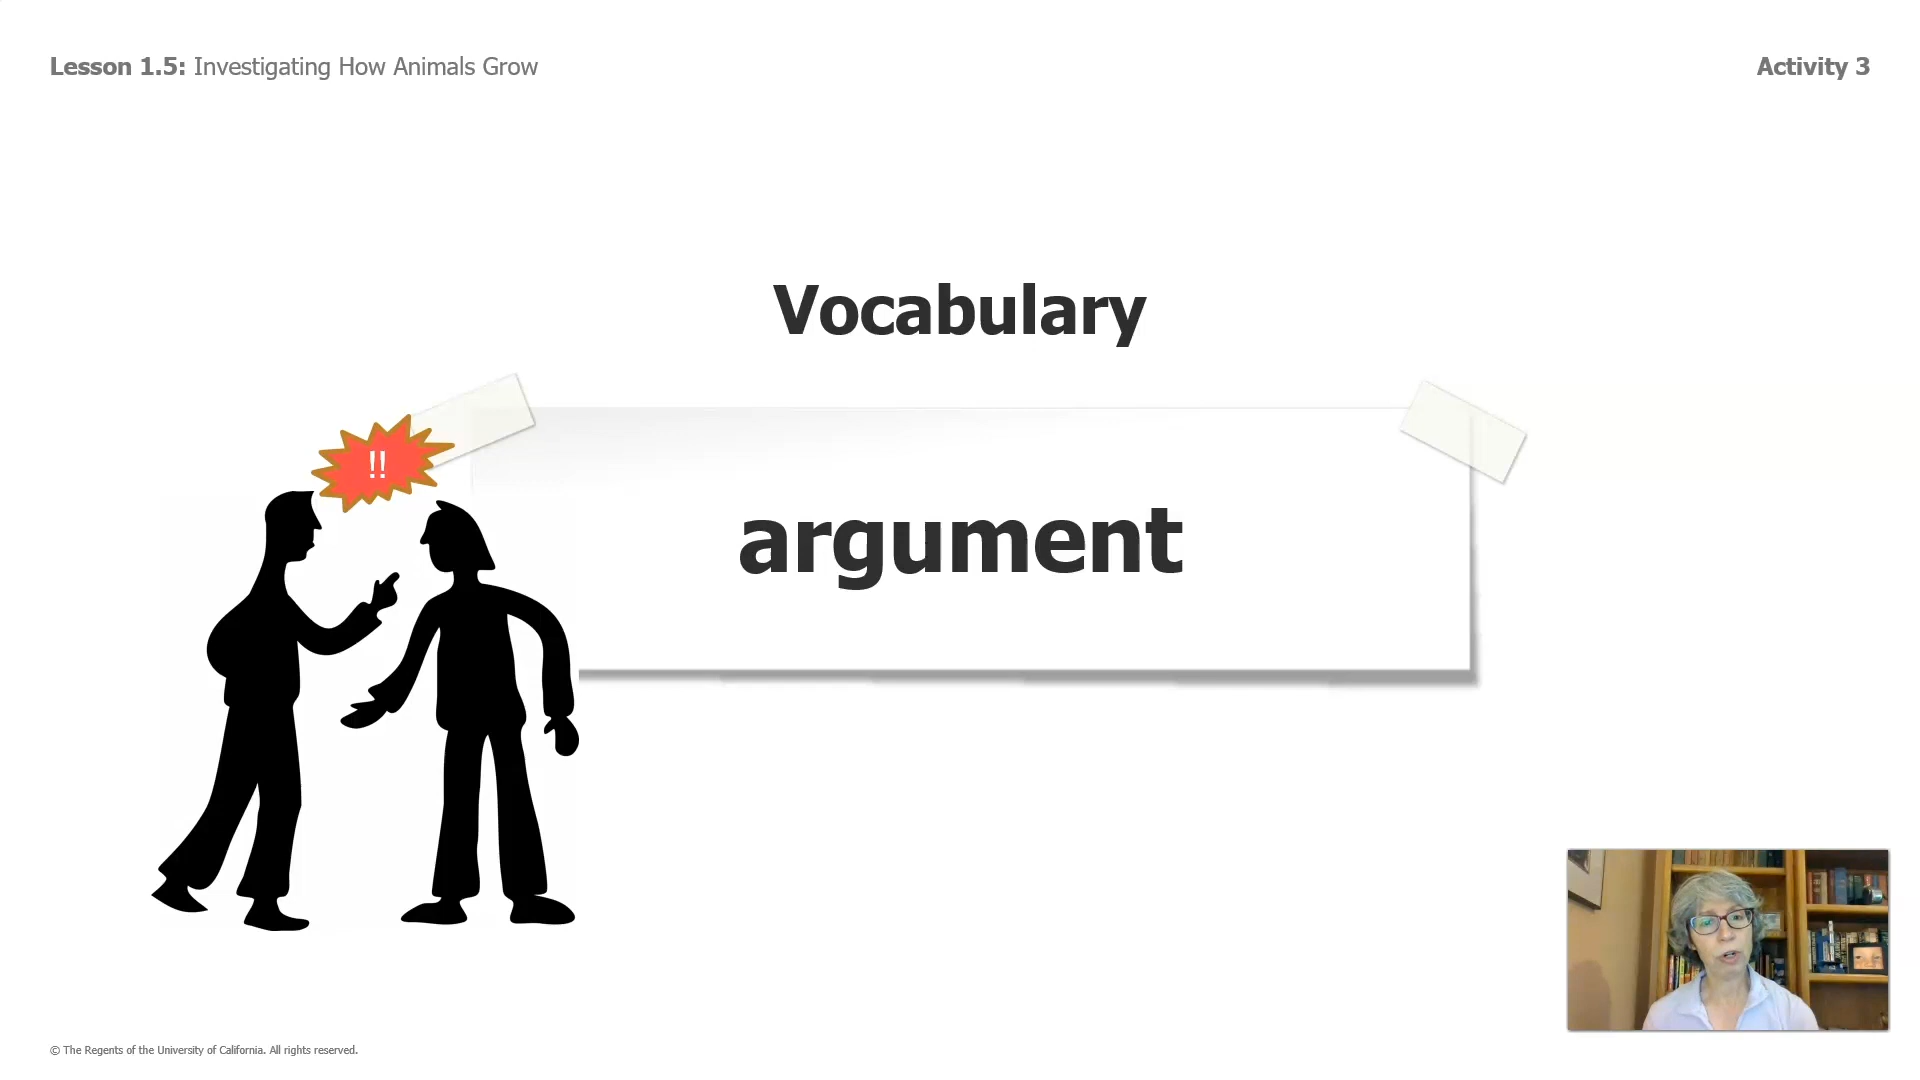 Lesson 1.5: Investigating How Animals Grow
Activity 3
Vocabulary
!!
argument
© The Regents of the University of California. All rights reserved.